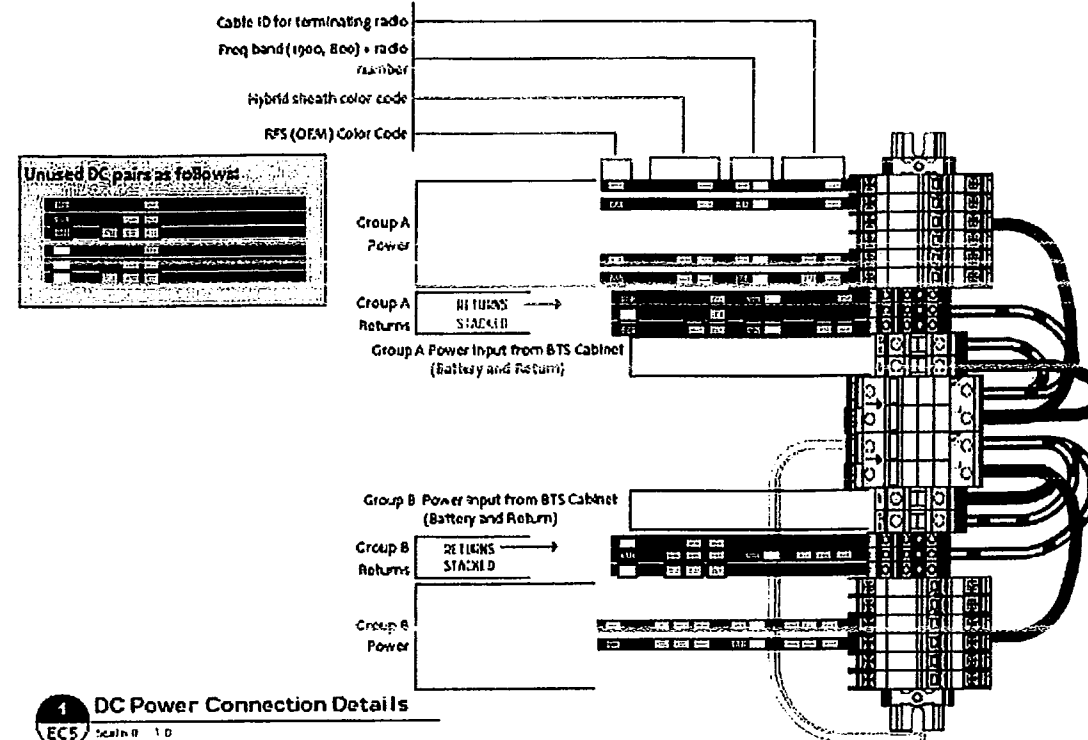 Cable ID for terminating radio
Freq band (1900, 800) + radio
number
Hybrid sheath color code
RFS (OEM) Color Code
Unused DC pairs as follows:
Group A
Power
Group A
Returns
RETURNS
STACKED
Group A Power Input from BTS Cabinet
(Battery and Return)
Group B Power Input from BTS Cabinet
(Battery and Return)
Group B
Returns
RETURNS
STACKED
Group B
Power
1
EC5
DC Power Connection Details